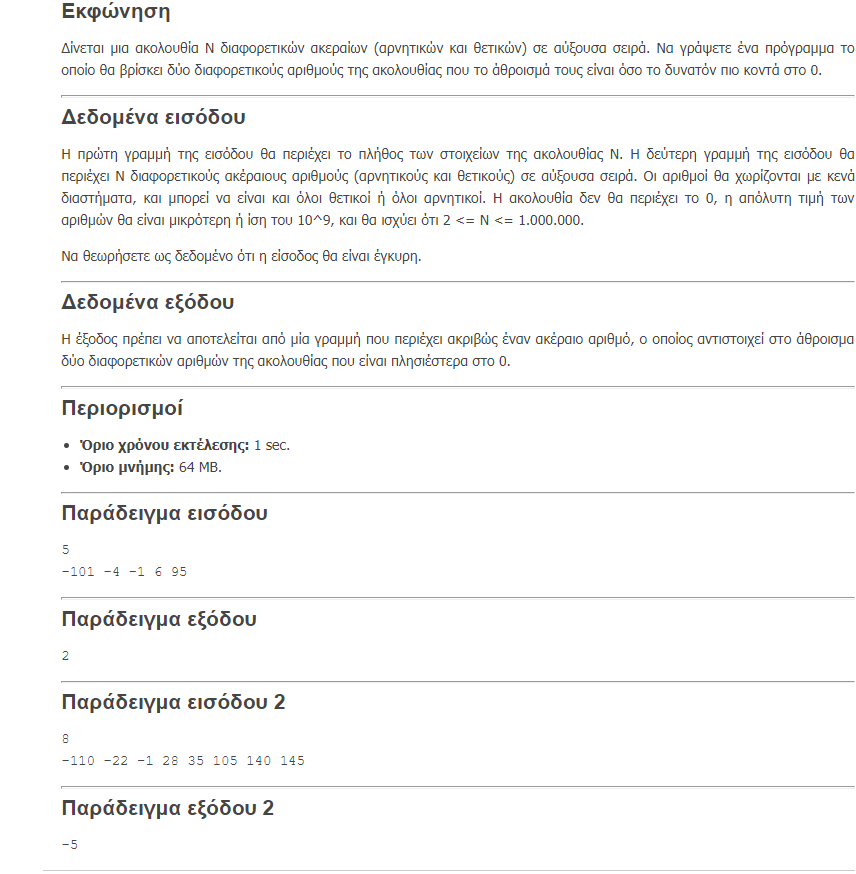 Εκφώνηση
Δίνεται μια ακολουθία Ν διαφορετικών ακεραίων (αρνητικών και θετικών) σε αύξουσα σειρά. Να γράψετε ένα πρόγραμμα το
οποίο θα βρίσκει δύο διαφορετικούς αριθμούς της ακολουθίας που το άθροισμά τους είναι όσο το δυνατόν πιο κοντά στο 0.
Δεδομένα εισόδου
Η πρώτη γραμμή της εισόδου θα περιέχει το πλήθος των στοιχείων της ακολουθίας Ν. Η δεύτερη γραμμή της εισόδου θα
περιέχει Ν διαφορετικούς ακέραιους αριθμούς (αρνητικούς και θετικούς) σε αύξουσα σειρά. Οι αριθμοί θα χωρίζονται με κενά
διαστήματα, και μπορεί να είναι και όλοι θετικοί ή όλοι αρνητικοί. Η ακολουθία δεν θα περιέχει το 0, η απόλυτη τιμή των
αριθμών θα είναι μικρότερη ή ίση του 10^9, και θα ισχύει ότι 2 <= Ν <= 1.000.000.
Να θεωρήσετε ως δεδομένο ότι η είσοδος θα είναι έγκυρη.
Δεδομένα εξόδου
Η έξοδος πρέπει να αποτελείται από μία γραμμή που περιέχει ακριβώς έναν ακέραιο αριθμό, ο οποίος αντιστοιχεί στο άθροισμα
δύο διαφορετικών αριθμών της ακολουθίας που είναι πλησιέστερα στο 0.
Περιορισμοί
• Όριο χρόνου εκτέλεσης: 1 sec.
• Όριο μνήμης: 64 MB.
Παράδειγμα εισόδου
5
-101 -4 -1 6 95
Παράδειγμα εξόδου
2
Παράδειγμα εισόδου 2
8
-110 -22 -1 28 35 105 140 145
Παράδειγμα εξόδου 2
-5